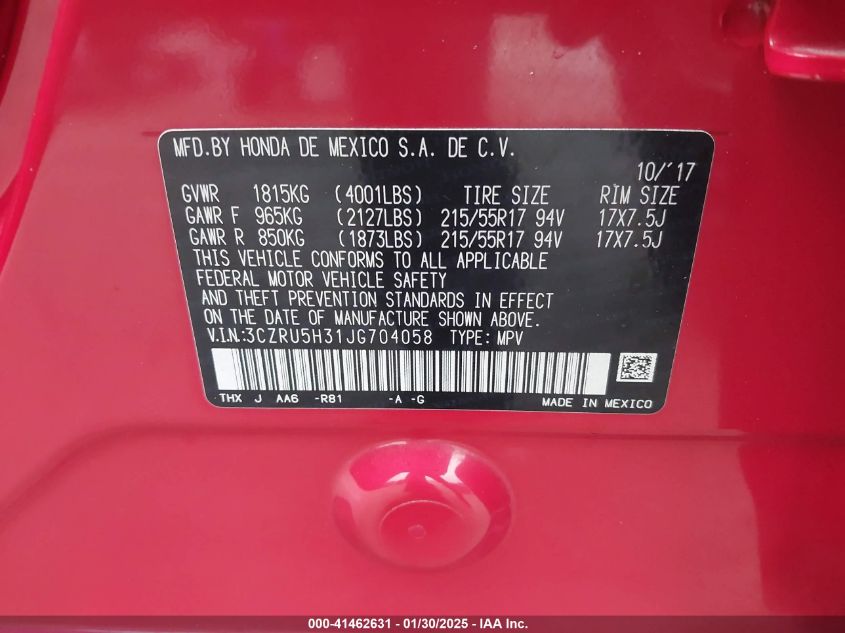 MFD.BY HONDA DE MEXICO S.A. DE C.V.
10/'17
GVWR 1815KG (4001LBS) TIRE SIZE RIM SIZE
GAWR F 965KG (2127LBS) 215/55R17 94V 17X7.5J
GAWR R 850KG (1873LBS) 215/55R17 94V 17X7.5J
THIS VEHICLE CONFORMS TO ALL APPLICABLE
FEDERAL MOTOR VEHICLE SAFETY
AND THEFT PREVENTION STANDARDS IN EFFECT
ON THE DATE OF MANUFACTURE SHOWN ABOVE.
V.I.N:3CZRU5H31JG704058 TYPE: MPV
THX J AA6 -R81 -A -G MADE IN MEXICO
000-41462631 - 01/30/2025 - IAA Inc.